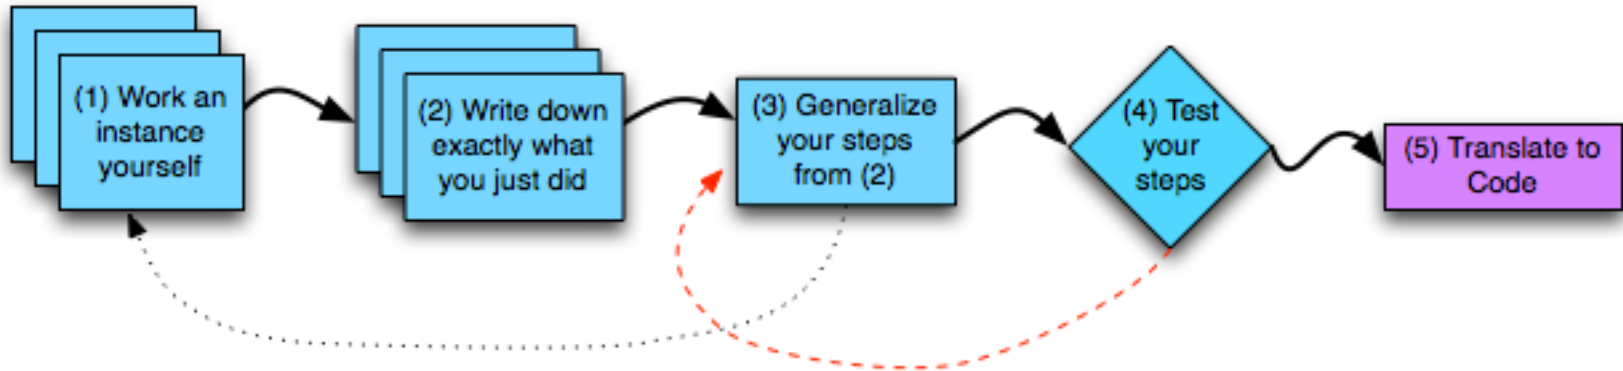 (1) Work an
instance
yourself
(2) Write down
exactly what
you just did
(3) Generalize
your steps
from (2)
(4) Test
your
steps
(5) Translate to
Code